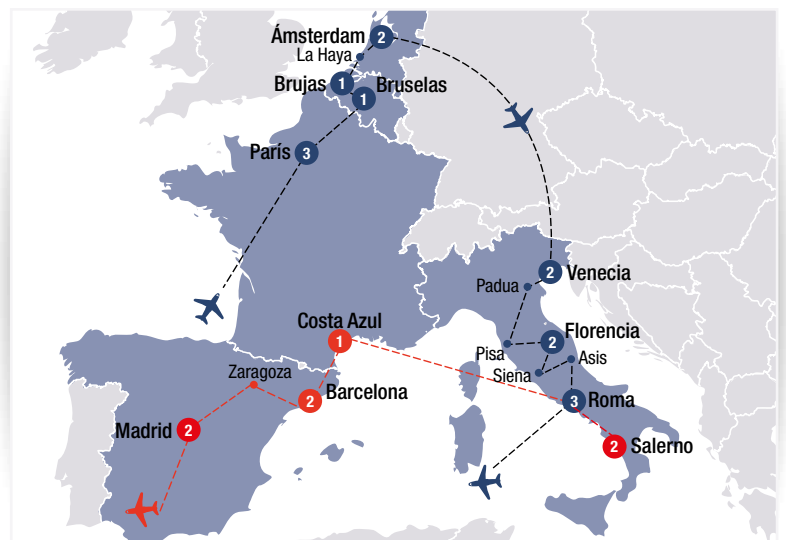 Ámsterdam
2
La Haya
Brujas
1
Bruselas
1
París
3
2
Venecia
Padua
Costa Azul
1
Florencia
2
Pisa
Asis
Siena
Zaragoza
Barcelona
2
3
Roma
Madrid
2
2
Salerno